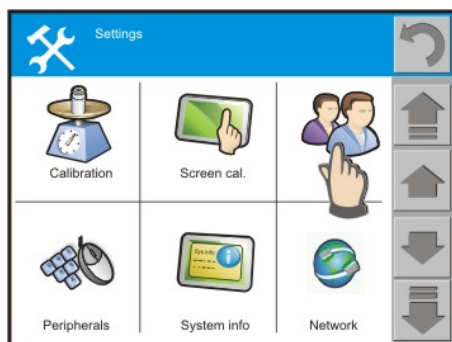 Settings
Calibration
Screen cal.
Peripherals
System info
Network